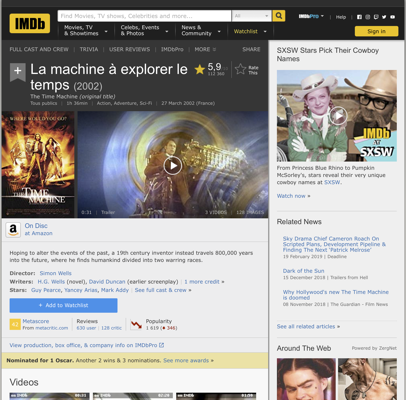 IMDb
Find Movies, TV shows, Celebrities and more...
All
IMDbPro
Help
Movies, TV & Showtimes
Celebs, Events & Photos
News & Community
Watchlist
Sign in
FULL CAST AND CREW | TRIVIA | USER REVIEWS | IMDbPro | MORE
SHARE
La machine à explorer le temps (2002)
The Time Machine (original title)
5,9
Rate This
Tous publics | 1h 36min | Action, Adventure, Sci-Fi | 27 March 2002 (France)
WHERE WOULD YOU GO?
THE TIME MACHINE
0:31 | Trailer
3 VIDEOS | 128 IMAGES
On Disc
at Amazon
Hoping to alter the events of the past, a 19th century inventor instead travels 800,000 years
into the future, where he finds humankind divided into two warring races.
Director: Simon Wells
Writers: H.G. Wells (novel), David Duncan (earlier screenplay) | 1 more credit »
Stars: Guy Pearce, Yancey Arias, Mark Addy | See full cast & crew »
+ Add to Watchlist
Metascore
From metacritic.com
Reviews
630 user | 128 critic
Popularity
1 619
View production, box office, & company info on IMDbPro
Nominated for 1 Oscar. Another 2 wins & 3 nominations. See more awards »
Videos
SXSW Stars Pick Their Cowboy
Names
IMDb
AT
SXSW
From Princess Blue Rhino to Pumpkin
McSorley's, stars reveal their very unique
cowboy names at SXSW.
Watch now »
Related News
Sky Drama Chief Cameron Roach On
Scripted Plans, Development Pipeline &
Finding The Next 'Patrick Melrose'
19 February 2019 | Deadline
Dark of the Sun
15 December 2018 | Trailers from Hell
Why Hollywood's new The Time Machine
is doomed
08 November 2018 | The Guardian - Film
News
See all related articles »
Around The Web
Powered by ZergNet